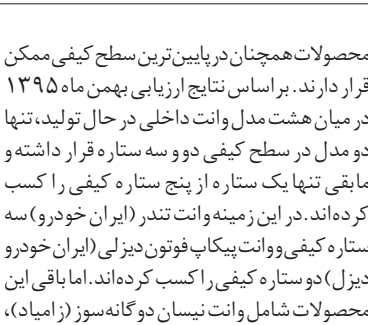 محصولات همچنان در پایین‌ترین سطح کیفی ممکن
قرار دارند. بر اساس نتایج ارزیابی بهمن ماه ۱۳۹۵
در میان هشت مدل وانت داخلی در حال تولید، تنها
دو مدل در سطح کیفی دو و سه ستاره قرار داشته و
مابقی تنها یک ستاره از پنج ستاره کیفی را کسب
کرده‌اند. در این زمینه وانت تندر (ایران خودرو) سه
ستاره کیفی و وانت پیکاپ فوتون دیزلی (ایران خودرو
دیزل) دو ستاره کیفی را کسب کرده‌اند. اما باقی این
محصولات شامل وانت نیسان دوگانه‌سوز (زامیاد)،